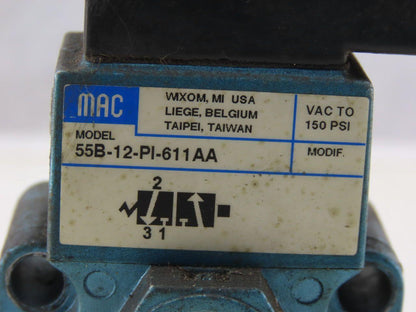 MAC
WIXOM, MI USA
LIEGE, BELGIUM
TAIPEI, TAIWAN
VAC TO
150 PSI
MODEL
55B-12-PI-611AA
MODIF.
2
3 1